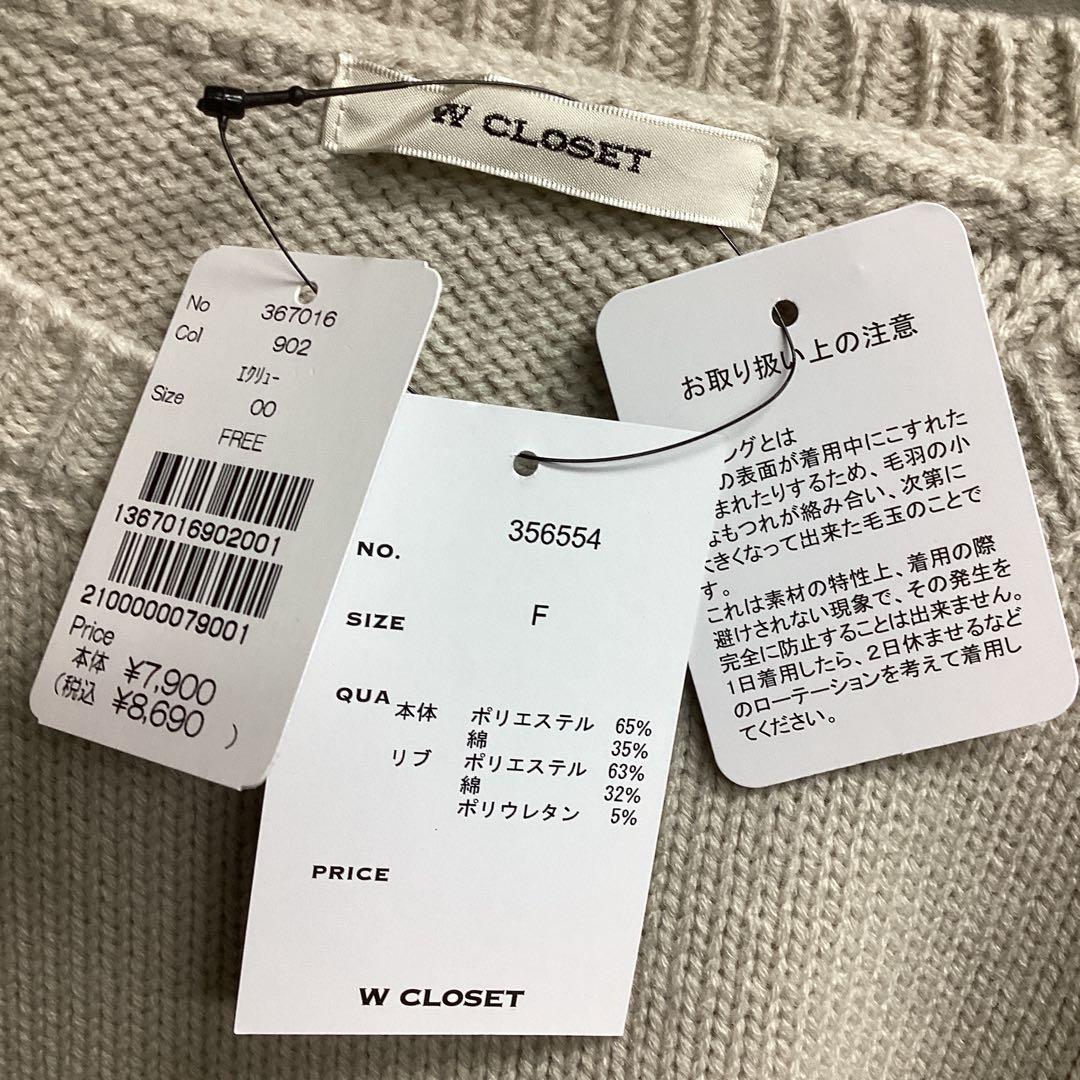 W CLOSET
No 367016
Col 902
ｴｸﾘｭｰ
Size 00
FREE
1367016902001
2100000079001
Price
本体 ¥7,900
(税込 ¥8,690 )
NO. 356554
SIZE F
QUA
本体 ポリエステル 65%
綿 35%
リブ ポリエステル 63%
綿 32%
ポリウレタン 5%
PRICE
W CLOSET
お取り扱い上の注意
ングとは
の表面が着用中にこすれた
まれたりするため、毛羽の小
なもつれが絡み合い、次第に
大きくなって出来た毛玉のことで
す。
これは素材の特性上、着用の際
避けされない現象で、その発生を
完全に防止することは出来ません。
1日着用したら、2日休ませるなど
のローテーションを考えて着用し
てください。